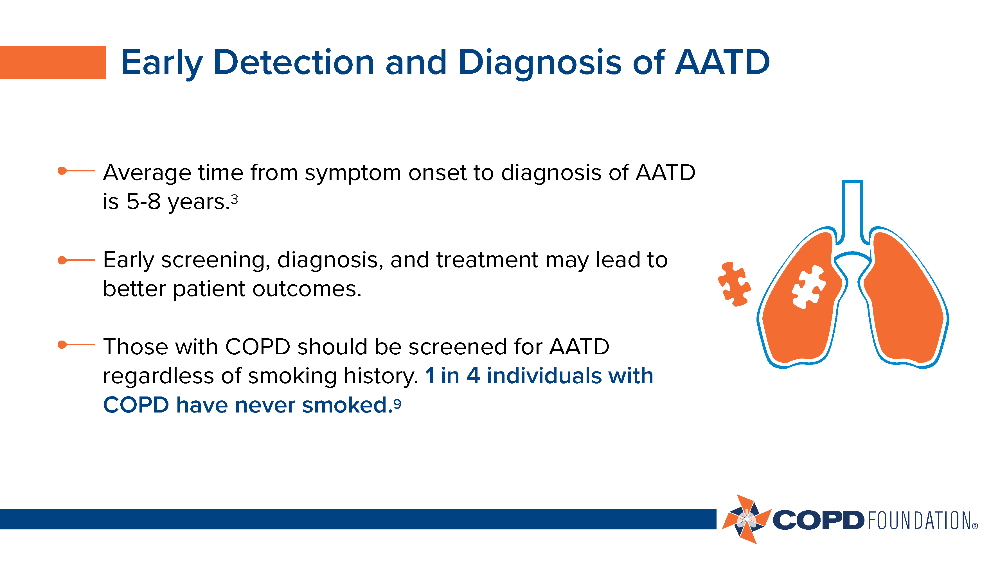 Early Detection and Diagnosis of AATD
Average time from symptom onset to diagnosis of AATD
is 5-8 years.3
Early screening, diagnosis, and treatment may lead to
better patient outcomes.
Those with COPD should be screened for AATD
regardless of smoking history. 1 in 4 individuals with
COPD have never smoked.9
COPD FOUNDATION®